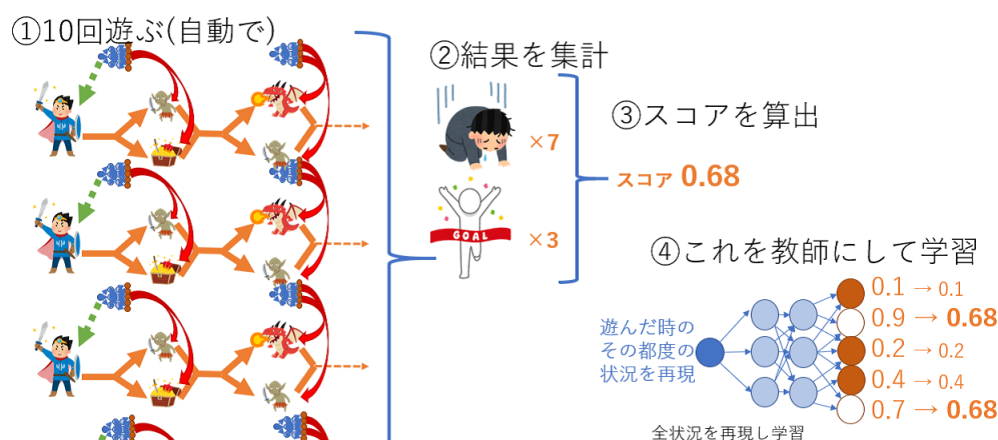 ①10回遊ぶ(自動で)
②結果を集計
×7
GOAL
×3
③スコアを算出
スコア 0.68
④これを教師にして学習
遊んだ時の
その都度の
状況を再現
0.1 → 0.1
0.9 → 0.68
0.2 → 0.2
0.4 → 0.4
0.7 → 0.68
全状況を再現し学習